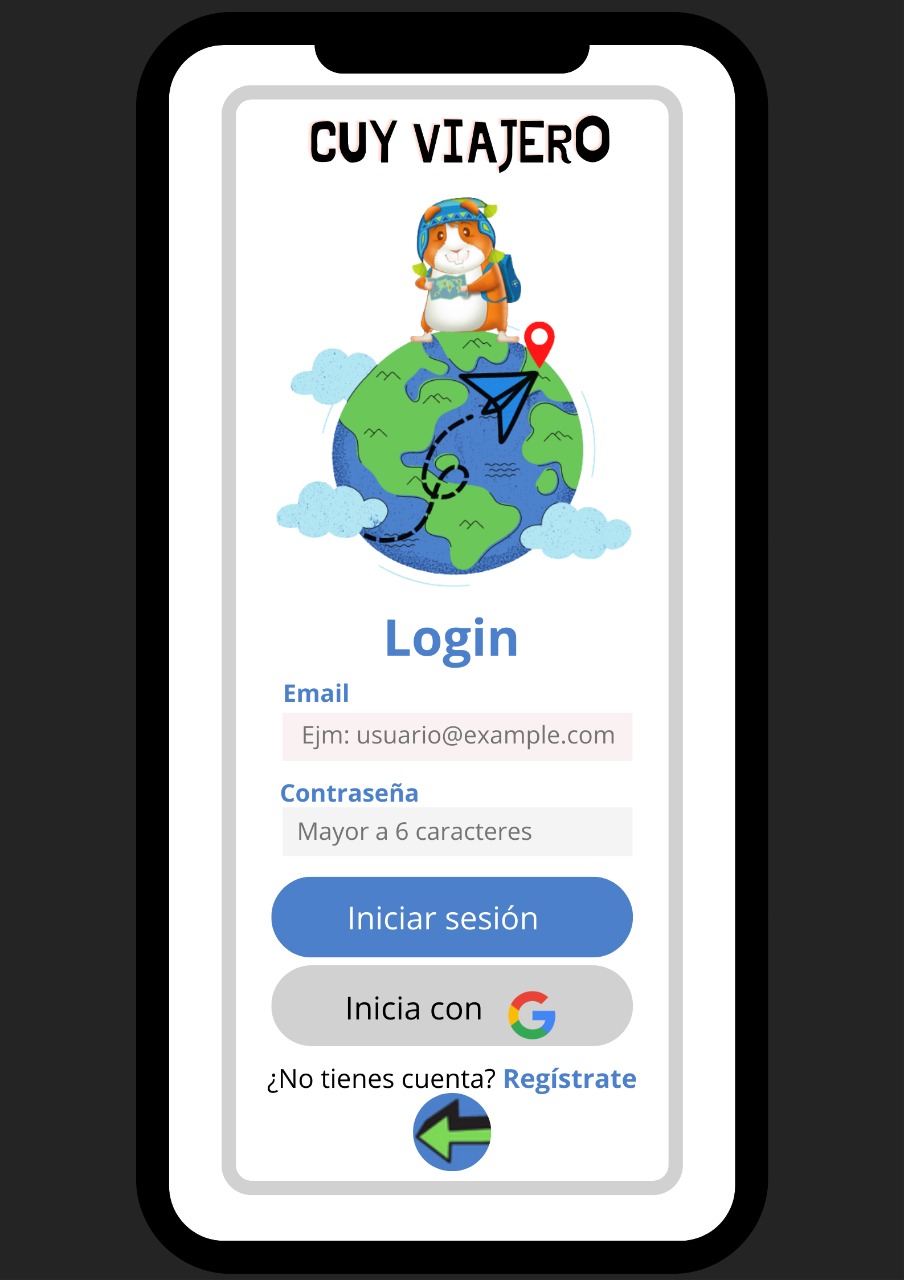 CUY VIAJERO
Login
Email
Ejm: usuario@example.com
Contraseña
Mayor a 6 caracteres
Iniciar sesión
Inicia con
¿No tienes cuenta? Regístrate